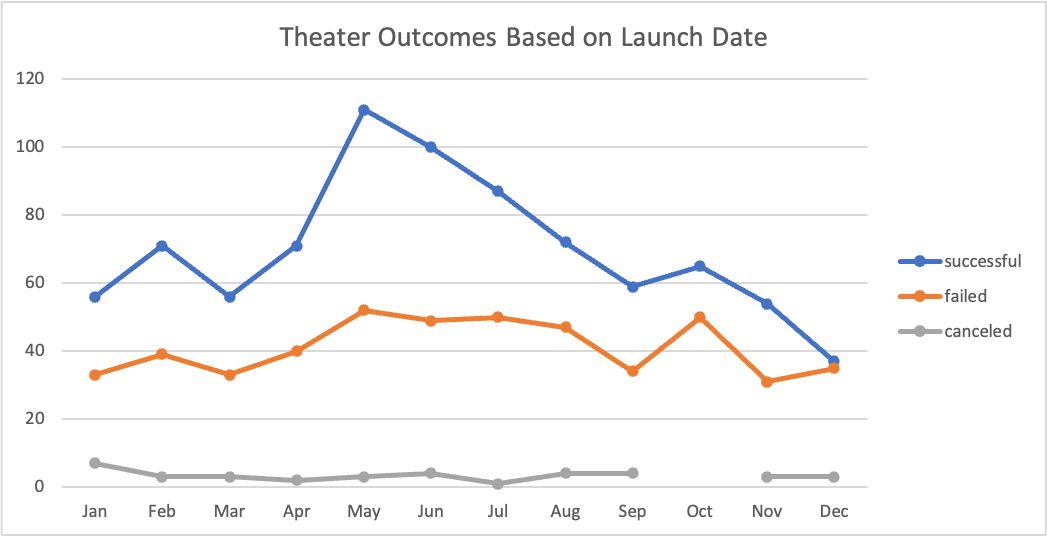 Theater Outcomes Based on Launch Date
120
100
80
60
40
20
0
Jan Feb Mar Apr May Jun Jul Aug Sep Oct Nov Dec
successful
failed
canceled